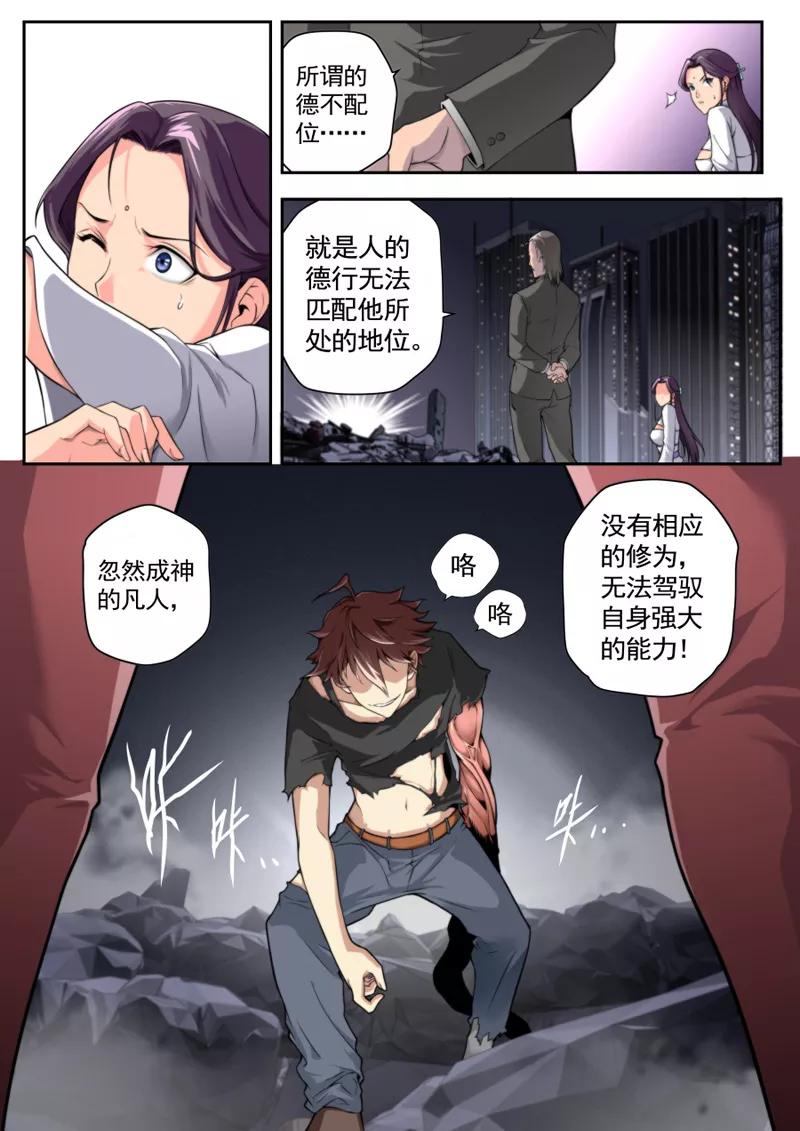 所谓的
德不配
位……
就是人的
德行无法
匹配他所
处的地位。
忽然成神
的凡人，
咯
咯
没有相应
的修为，
无法驾驭
自身强大
的能力！
咔
咔…
咔…